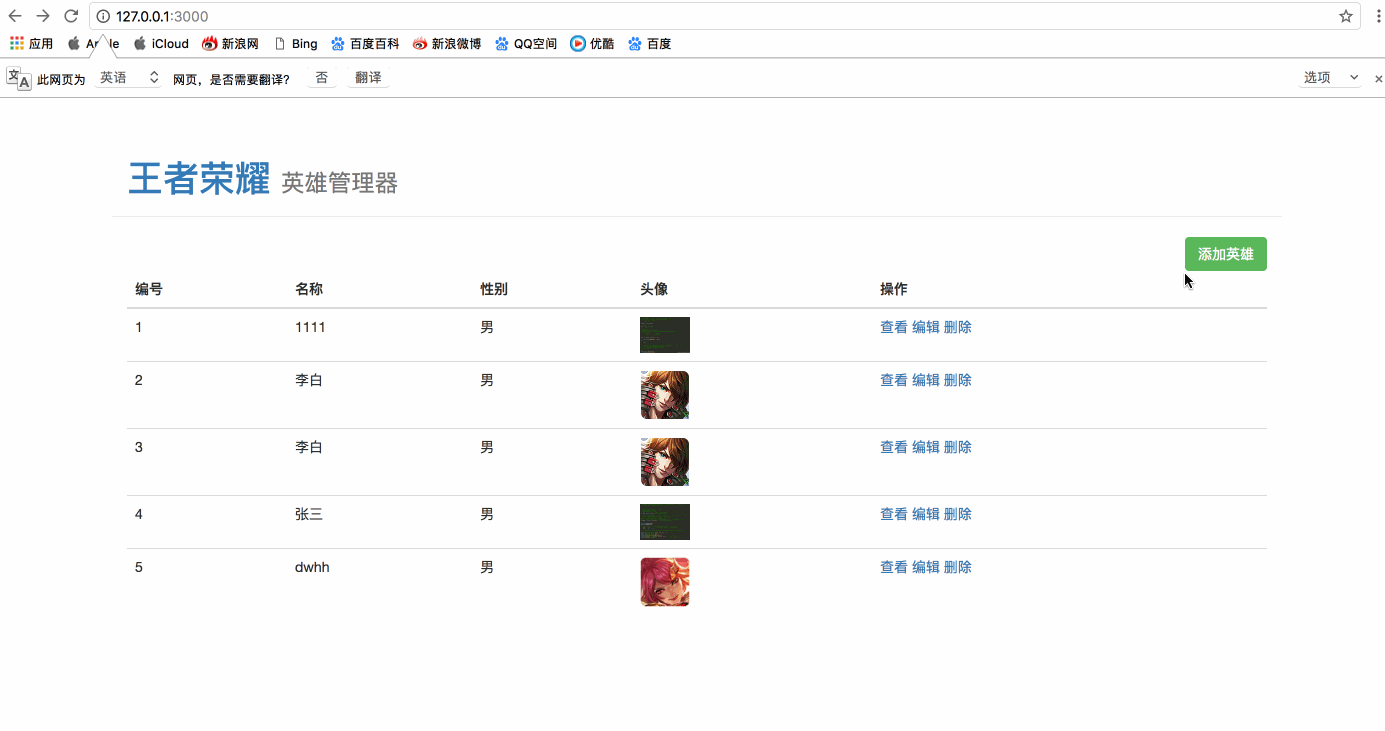 127.0.0.1:3000
应用 iCloud 新浪网 Bing 百度百科 新浪微博 QQ空间 优酷 百度
文 A 此网页为 英语 网页，是否需要翻译？ 否 翻译 选项
王者荣耀 英雄管理器
添加英雄
编号 名称 性别 头像 操作
1 1111 男 查看 编辑 删除
2 李白 男 查看 编辑 删除
3 李白 男 查看 编辑 删除
4 张三 男 查看 编辑 删除
5 dwhh 男 查看 编辑 删除